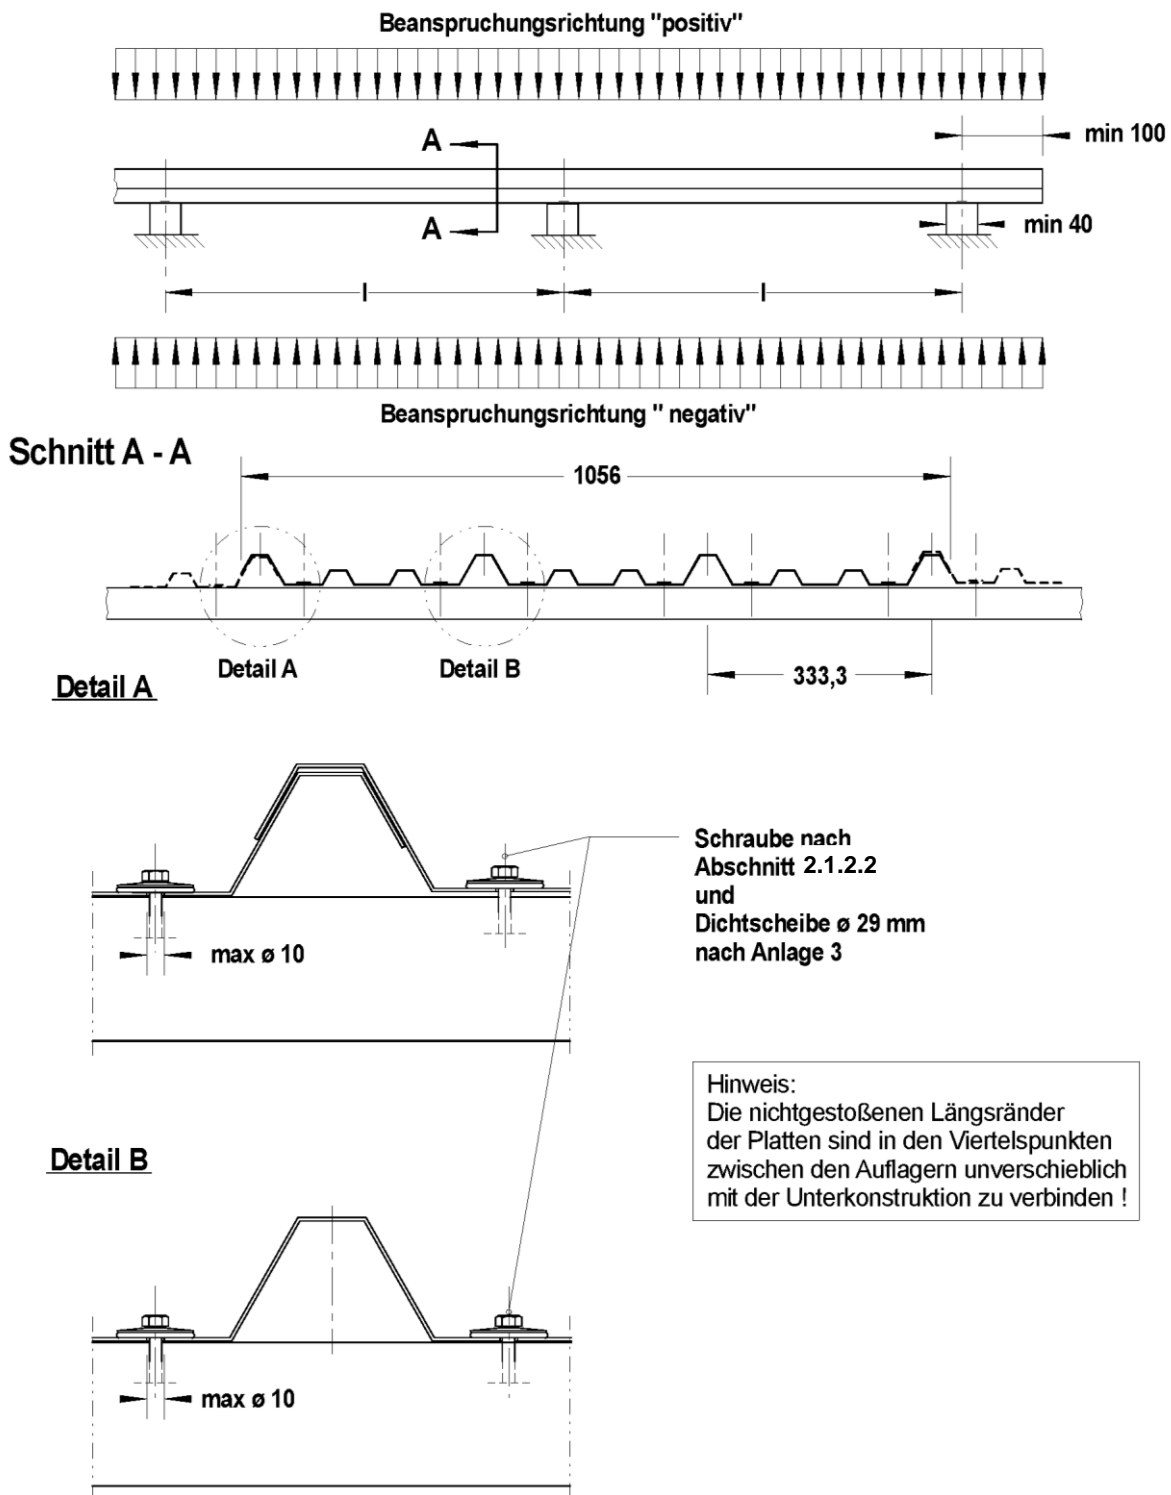 Beanspruchungsrichtung "positiv"
min 100
A
A
min 40
l
l
Beanspruchungsrichtung " negativ"
Schnitt A - A
1056
Detail A
Detail B
333,3
Detail A
Schraube nach
Abschnitt 2.1.2.2
und
Dichtscheibe ø 29 mm
nach Anlage 3
max ø 10
Hinweis:
Die nichtgestoßenen Längsränder
der Platten sind in den Viertelspunkten
zwischen den Auflagern unverschieblich
mit der Unterkonstruktion zu verbinden !
Detail B
max ø 10